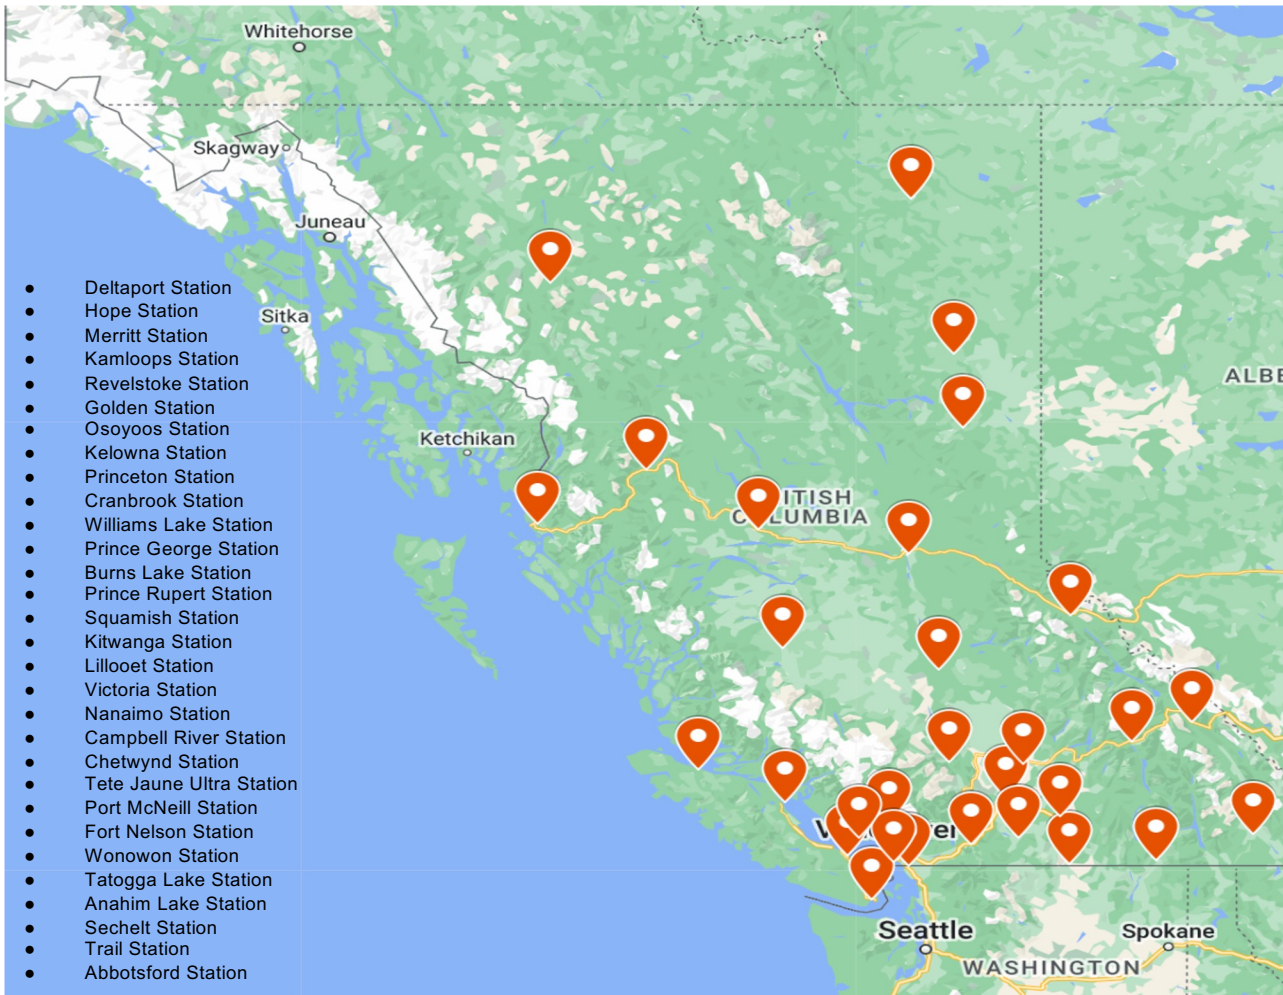 Whitehorse
Skagway
Juneau
● Deltaport Station
● Hope Station
Sitka
● Merritt Station
● Kamloops Station
● Revelstoke Station
ALBE
● Golden Station
● Osoyoos Station
Ketchikan
● Kelowna Station
● Princeton Station
● Cranbrook Station
ITISH
C LUMBIA
● Williams Lake Station
● Prince George Station
● Burns Lake Station
● Prince Rupert Station
● Squamish Station
● Kitwanga Station
● Lillooet Station
● Victoria Station
● Nanaimo Station
● Campbell River Station
● Chetwynd Station
● Tete Jaune Ultra Station
● Port McNeill Station
● Fort Nelson Station
● Wonowon Station
● Tatogga Lake Station
● Anahim Lake Station
● Sechelt Station
Seattle
Spokane
● Trail Station
WASHINGTON
● Abbotsford Station